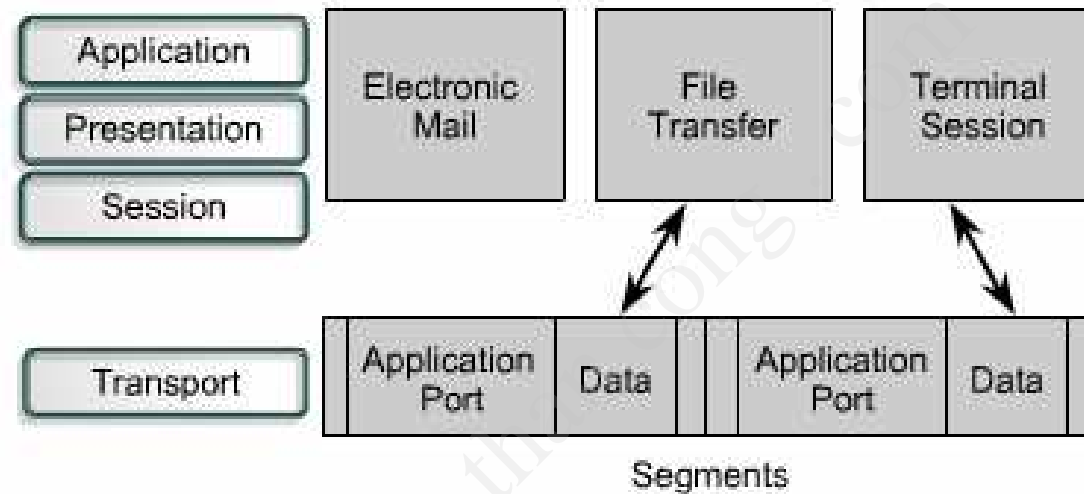 Application
Presentation
Session
Electronic
Mail
File
Transfer
Terminal
Session
Transport
Application
Port
Data
Application
Port
Data
Segments